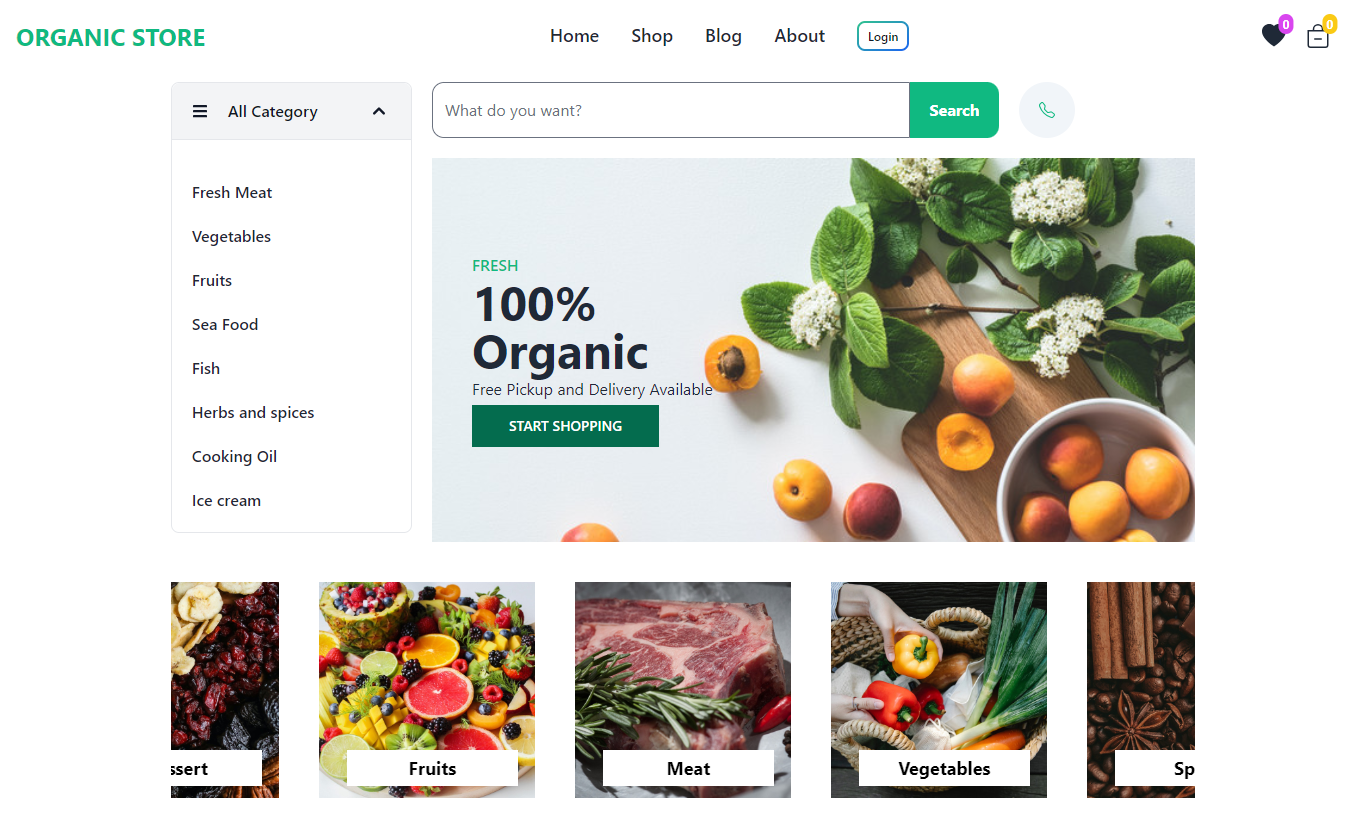 ORGANIC STORE
Home
Shop
Blog
About
Login
0
0
All Category
What do you want?
Search
Fresh Meat
Vegetables
Fruits
Sea Food
Fish
Herbs and spices
Cooking Oil
Ice cream
FRESH
100%
Organic
Free Pickup and Delivery Available
START SHOPPING
ssert
Fruits
Meat
Vegetables
Sp